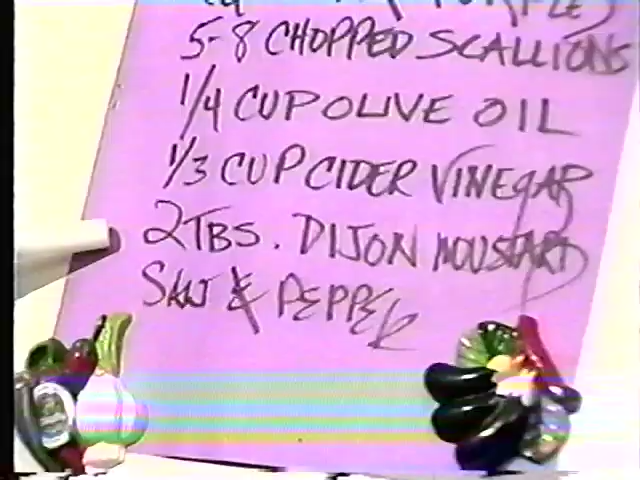 5-8 CHOPPED SCALLIONS
1/4 CUP OLIVE OIL
1/3 CUP CIDER VINEGAR
2 TBS. DIJON MOUSTARD
SALT & PEPPER